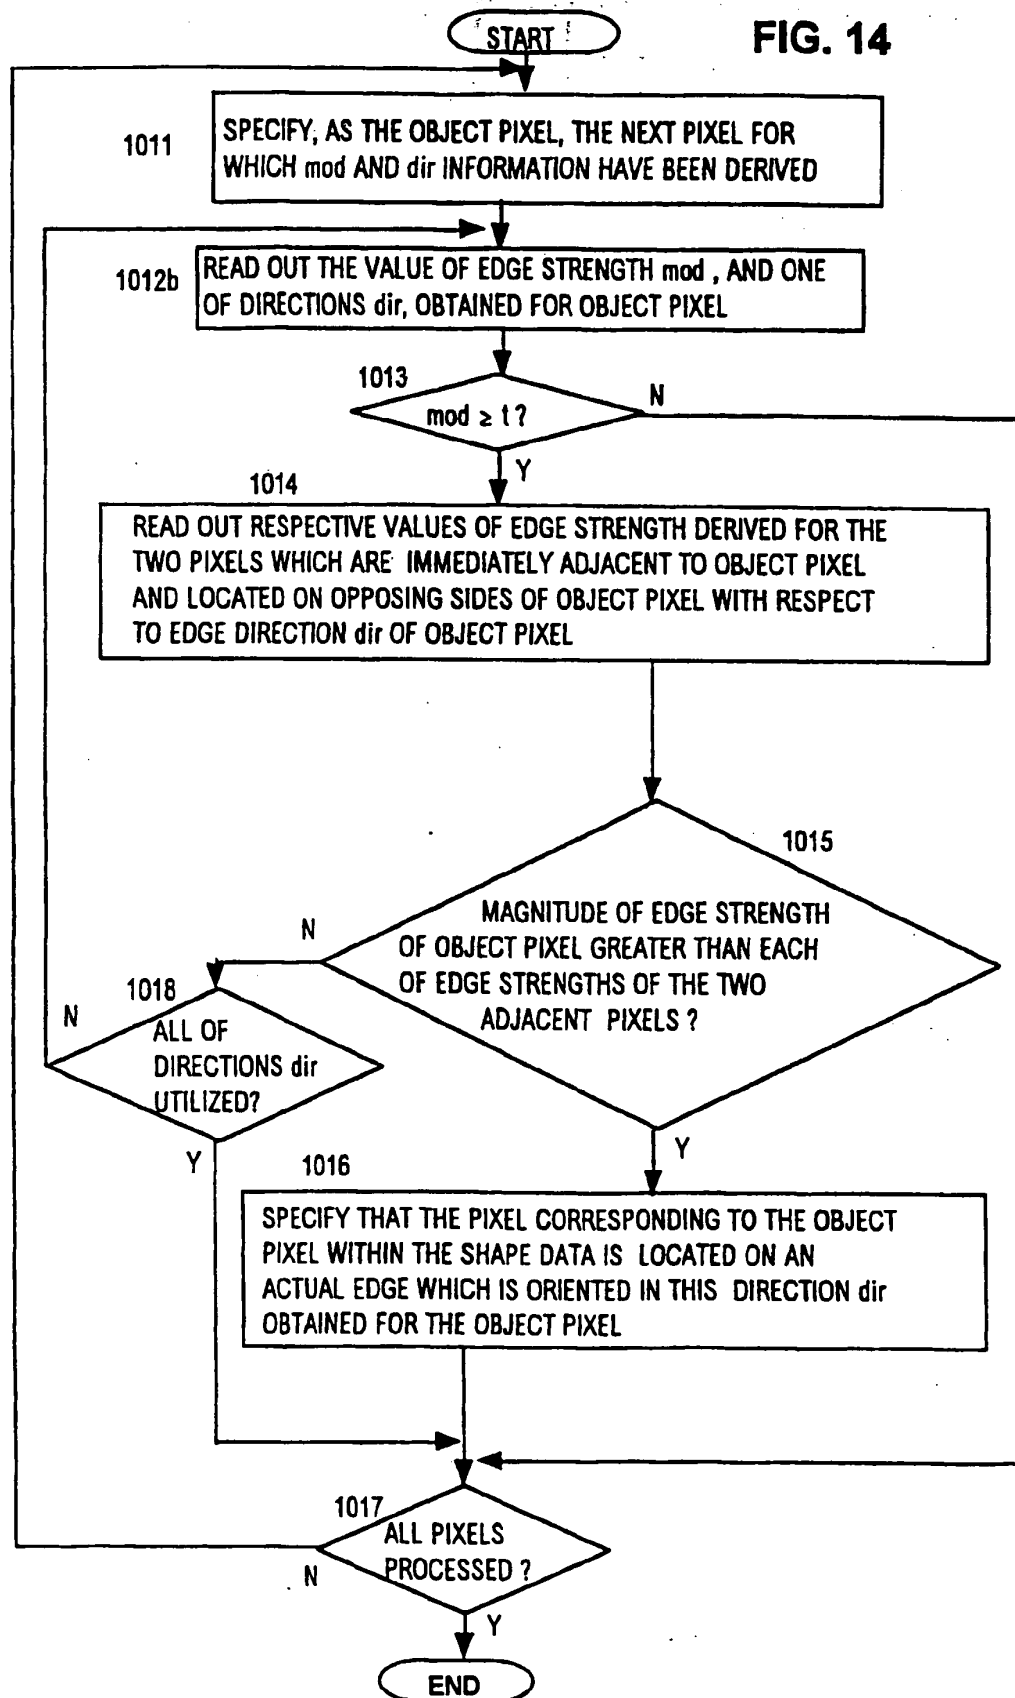 START
FIG. 14
1011
SPECIFY, AS THE OBJECT PIXEL, THE NEXT PIXEL FOR
WHICH mod AND dir INFORMATION HAVE BEEN DERIVED
1012b
READ OUT THE VALUE OF EDGE STRENGTH mod , AND ONE
OF DIRECTIONS dir, OBTAINED FOR OBJECT PIXEL
1013
mod ≥ t ?
N
Y
1014
READ OUT RESPECTIVE VALUES OF EDGE STRENGTH DERIVED FOR THE
TWO PIXELS WHICH ARE IMMEDIATELY ADJACENT TO OBJECT PIXEL
AND LOCATED ON OPPOSING SIDES OF OBJECT PIXEL WITH RESPECT
TO EDGE DIRECTION dir OF OBJECT PIXEL
1015
MAGNITUDE OF EDGE STRENGTH
OF OBJECT PIXEL GREATER THAN EACH
OF EDGE STRENGTHS OF THE TWO
ADJACENT PIXELS ?
N
1018
N
ALL OF
DIRECTIONS dir
UTILIZED?
Y
Y
1016
SPECIFY THAT THE PIXEL CORRESPONDING TO THE OBJECT
PIXEL WITHIN THE SHAPE DATA IS LOCATED ON AN
ACTUAL EDGE WHICH IS ORIENTED IN THIS DIRECTION dir
OBTAINED FOR THE OBJECT PIXEL
1017
ALL PIXELS
PROCESSED ?
N
Y
END